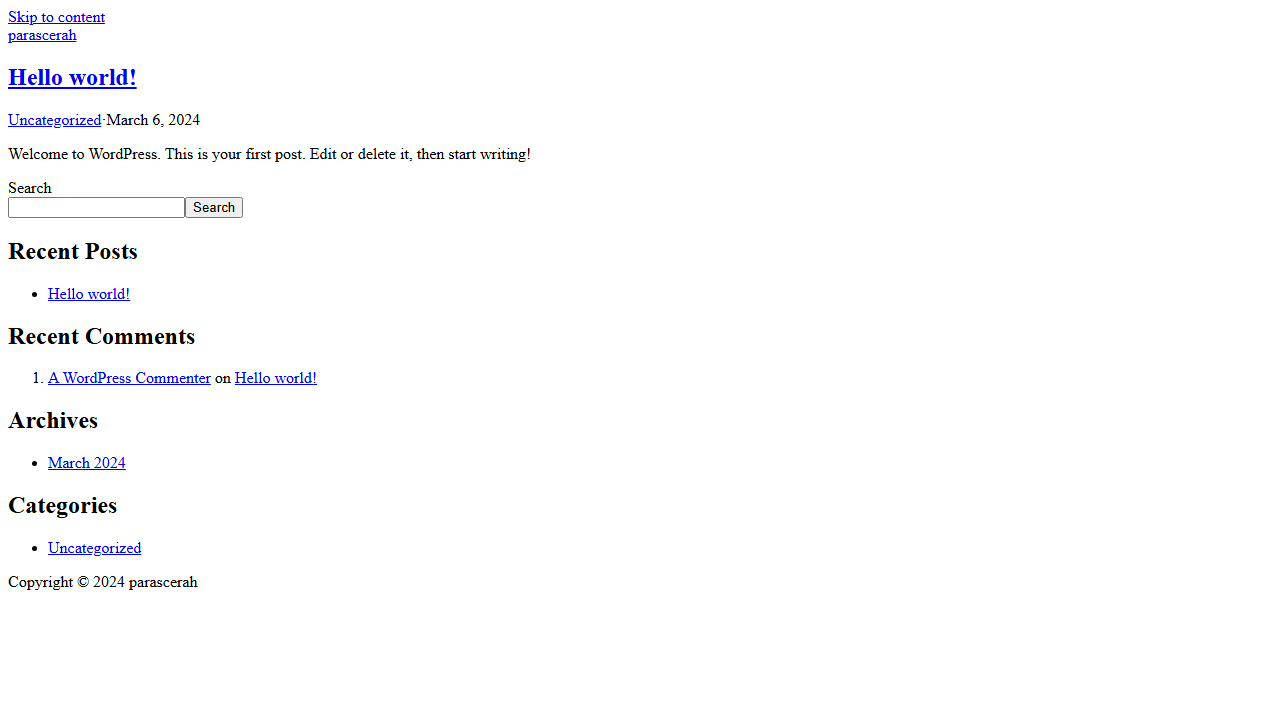 Skip to content
parascerah
Hello world!
Uncategorized·March 6, 2024
Welcome to WordPress. This is your first post. Edit or delete it, then start writing!
Search
Search
Recent Posts
Hello world!
Recent Comments
1. A WordPress Commenter on Hello world!
Archives
March 2024
Categories
Uncategorized
Copyright © 2024 parascerah